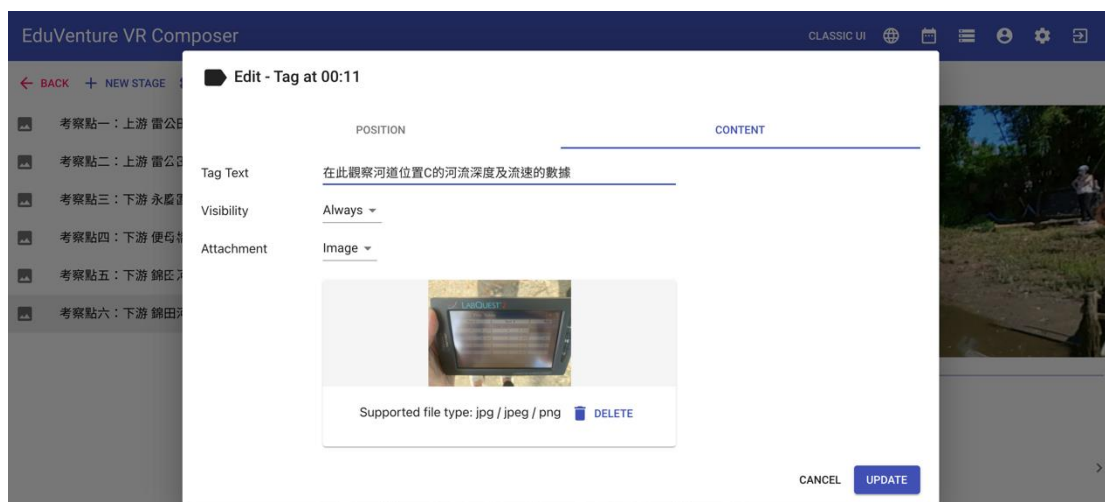 EduVenture VR Composer
CLASSIC UI
BACK
NEW STAGE
Edit - Tag at 00:11
POSITION
CONTENT
考察點一：上游 雷公田
考察點二：上游 雷公
考察點三：下游 永慶
考察點四：下游 便母
考察點五：下游 錦田
考察點六：下游 錦田河
Tag Text
在此觀察河道位置C的河流深度及流速的數據
Visibility
Always
Attachment
Image
LABQUEST 2
Supported file type: jpg / jpeg / png
DELETE
CANCEL
UPDATE